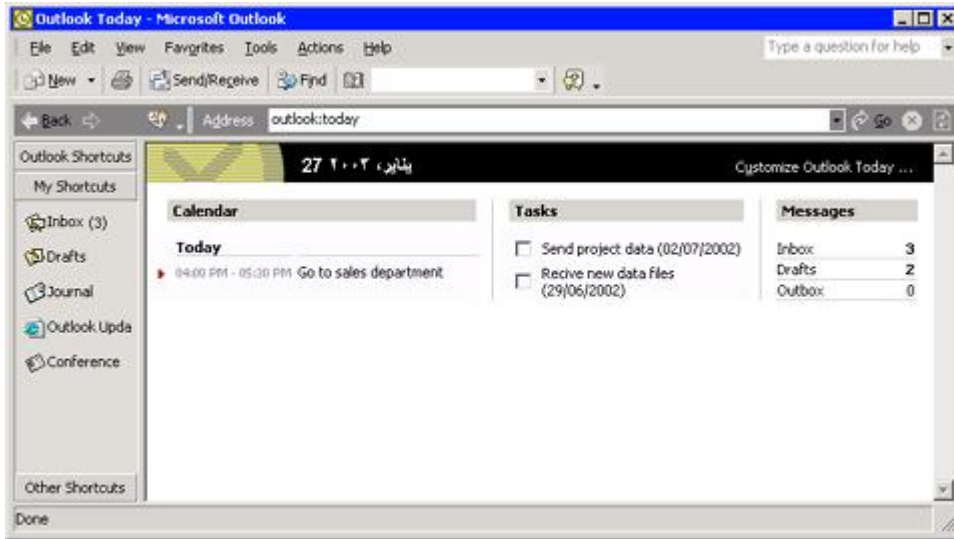 Outlook Today - Microsoft Outlook
File Edit View Favorites Tools Actions Help Type a question for help
New Send/Receive Find
Back Address outlook:today Go
Outlook Shortcuts
My Shortcuts
Inbox (3)
Drafts
Journal
Outlook Upda
Conference
Other Shortcuts
27 يناير، ٢٠٠٣
Customize Outlook Today ...
Calendar
Today
04:00 PM - 05:30 PM Go to sales department
Tasks
Send project data (02/07/2002)
Recive new data files
(29/06/2002)
Messages
Inbox 3
Drafts 2
Outbox 0
Done